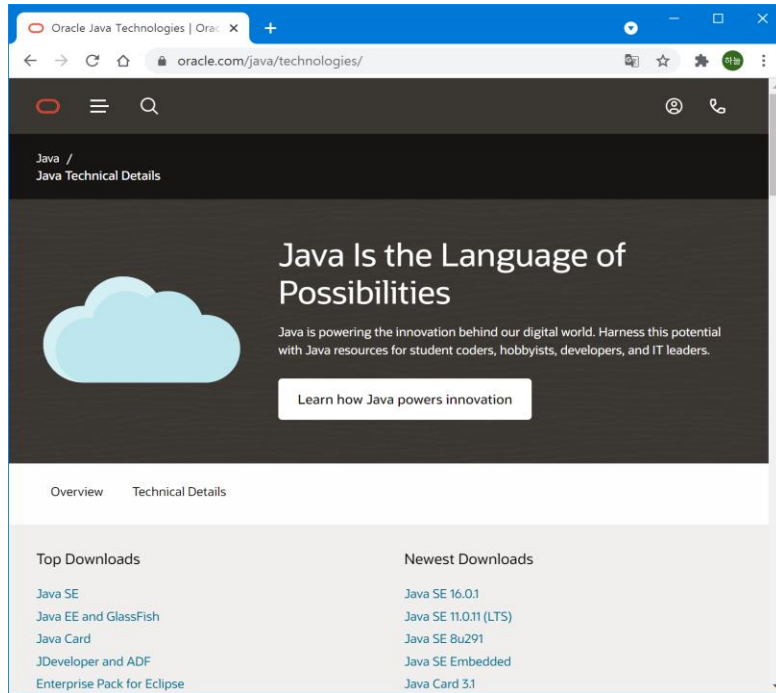 Oracle Java Technologies | Orac
oracle.com/java/technologies/
하늘
Java /
Java Technical Details
Java Is the Language of
Possibilities
Java is powering the innovation behind our digital world. Harness this potential
with Java resources for student coders, hobbyists, developers, and IT leaders.
Learn how Java powers innovation
Overview Technical Details
Top Downloads
Java SE
Java EE and GlassFish
Java Card
JDeveloper and ADF
Enterprise Pack for Eclipse
Newest Downloads
Java SE 16.0.1
Java SE 11.0.11 (LTS)
Java SE 8u291
Java SE Embedded
Java Card 3.1